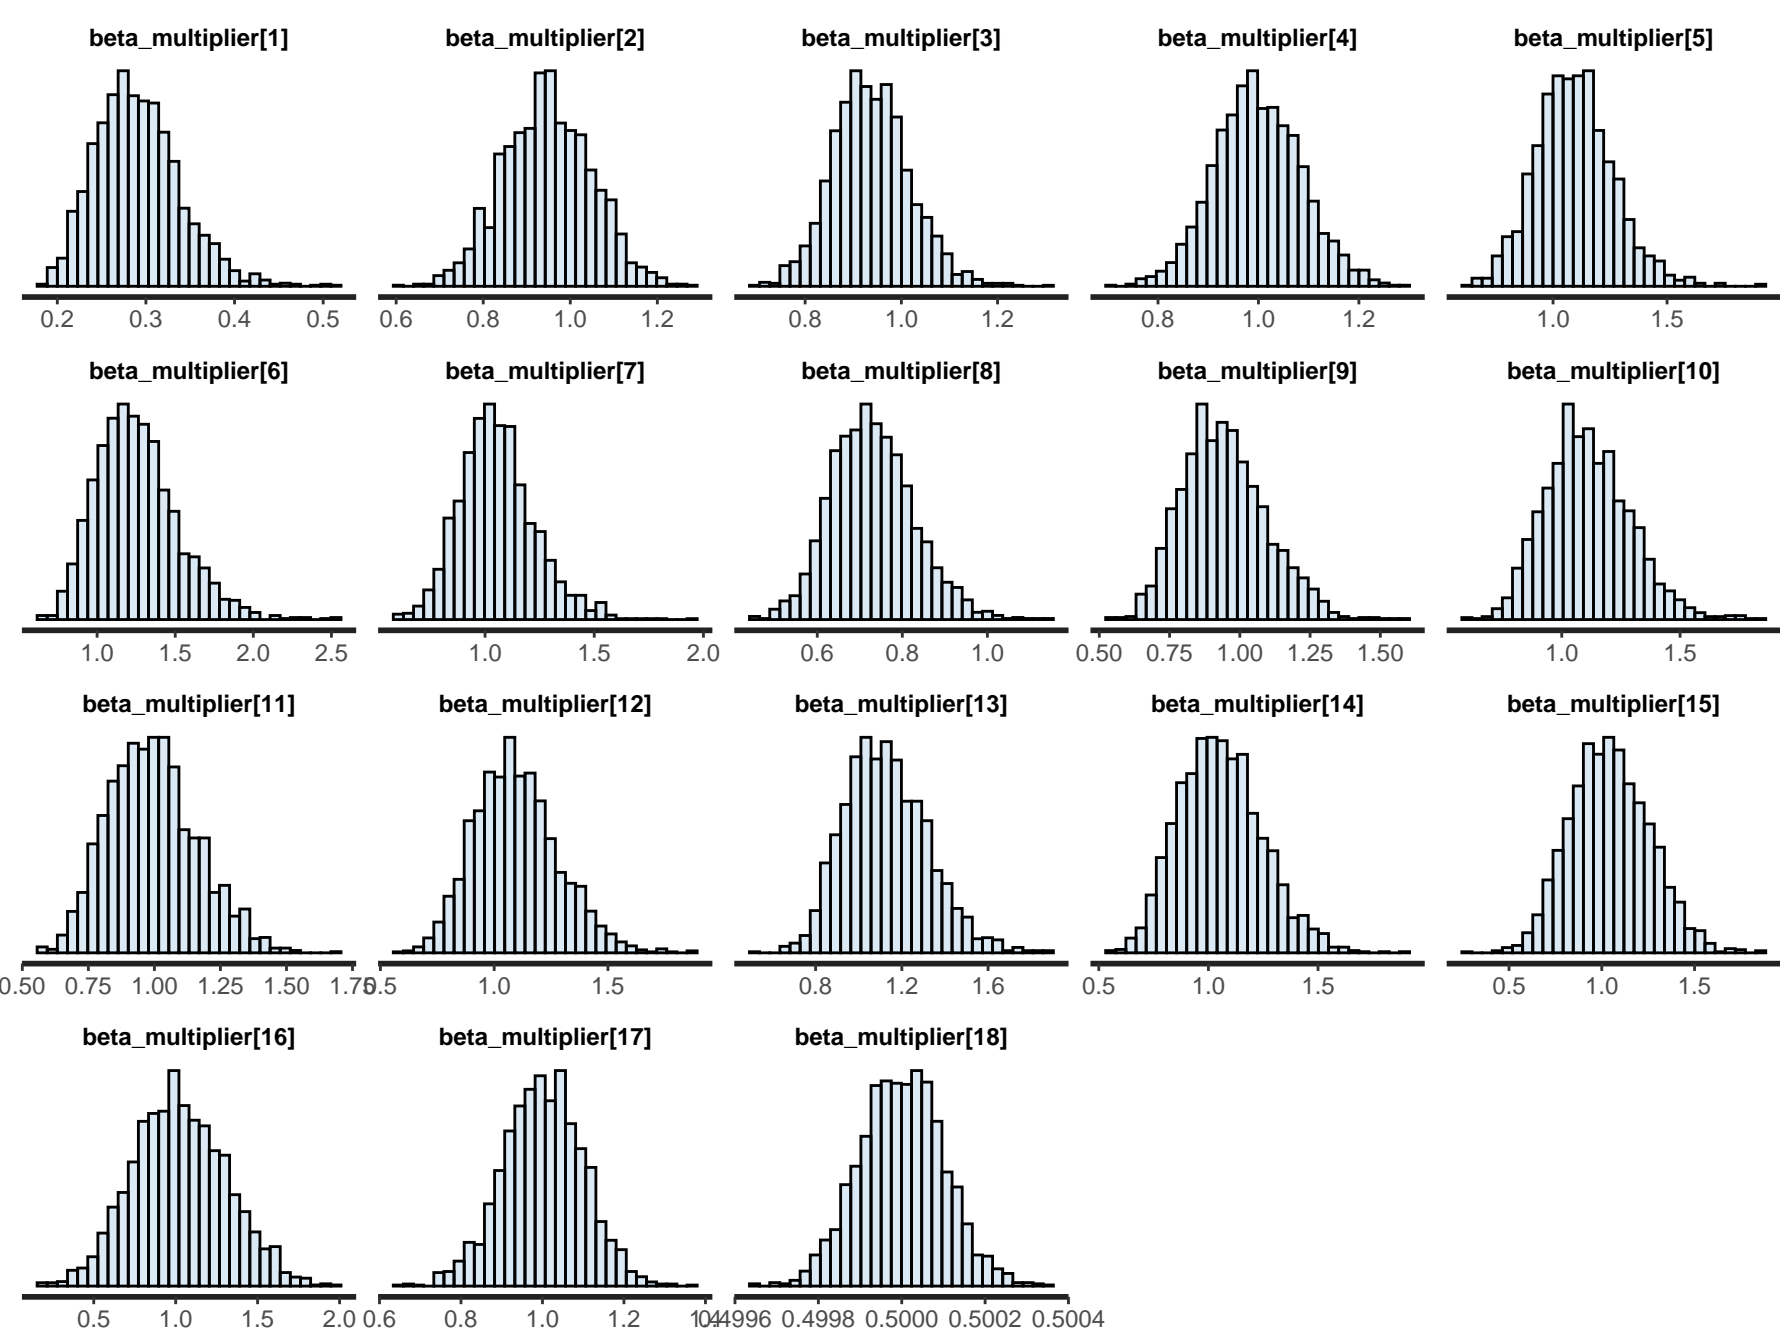 beta_multiplier[1] beta_multiplier[2] beta_multiplier[3] beta_multiplier[4] beta_multiplier[5]
0.2 0.3 0.4 0.5 0.6 0.8 1.0 1.2 0.8 1.0 1.2 0.8 1.0 1.2 1.0 1.5
beta_multiplier[6] beta_multiplier[7] beta_multiplier[8] beta_multiplier[9] beta_multiplier[10]
1.0 1.5 2.0 2.5 1.0 1.5 2.0 0.6 0.8 1.0 0.50 0.75 1.00 1.25 1.50 1.0 1.5
beta_multiplier[11] beta_multiplier[12] beta_multiplier[13] beta_multiplier[14] beta_multiplier[15]
0.50 0.75 1.00 1.25 1.50 1.75 0.5 1.0 1.5 0.8 1.2 1.6 0.5 1.0 1.5 0.5 1.0 1.5
beta_multiplier[16] beta_multiplier[17] beta_multiplier[18]
0.5 1.0 1.5 2.0 0.6 0.8 1.0 1.2 1.4 0.4996 0.4998 0.5000 0.5002 0.5004